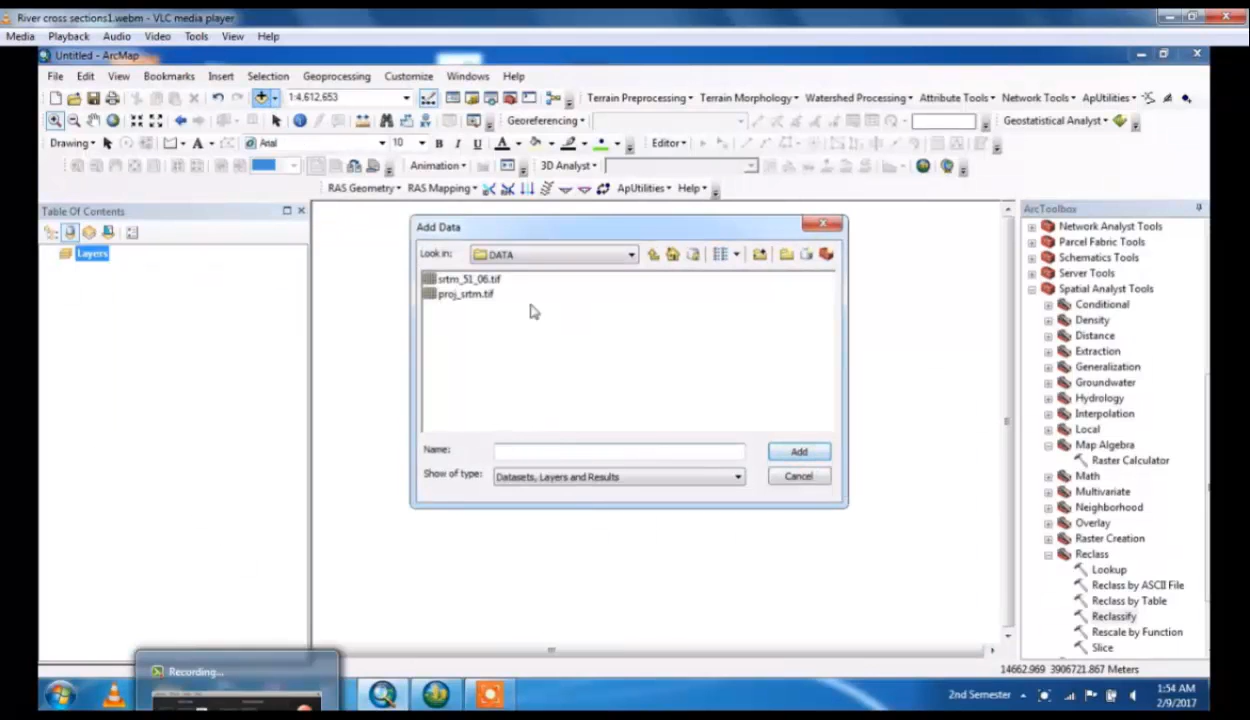 River cross sections1.webm - VLC media player
Media Playback Audio Video Tools View Help
Untitled - ArcMap
File Edit View Bookmarks Insert Selection Geoprocessing Customize Windows Help
1:4,612,653 Terrain Preprocessing Terrain Morphology Watershed Processing Attribute Tools Network Tools ApUtilities
Georeferencing Geostatistical Analyst
Drawing A Arial 10 B I U A Editor
Animation 3D Analyst
RAS Geometry RAS Mapping ApUtilities Help
Table Of Contents
Layers
Add Data
Look in: DATA
srtm_51_06.tif
proj_srtm.tif
Name: Add
Show of type: Datasets, Layers and Results Cancel
ArcToolbox
Network Analyst Tools
Parcel Fabric Tools
Schematics Tools
Server Tools
Spatial Analyst Tools
Conditional
Density
Distance
Extraction
Generalization
Groundwater
Hydrology
Interpolation
Local
Map Algebra
Raster Calculator
Math
Multivariate
Neighborhood
Overlay
Raster Creation
Reclass
Lookup
Reclass by ASCII File
Reclass by Table
Reclassify
Rescale by Function
Slice
14662.969 3906721.867 Meters
Recording...
2nd Semester 1:54 AM
2/9/2017